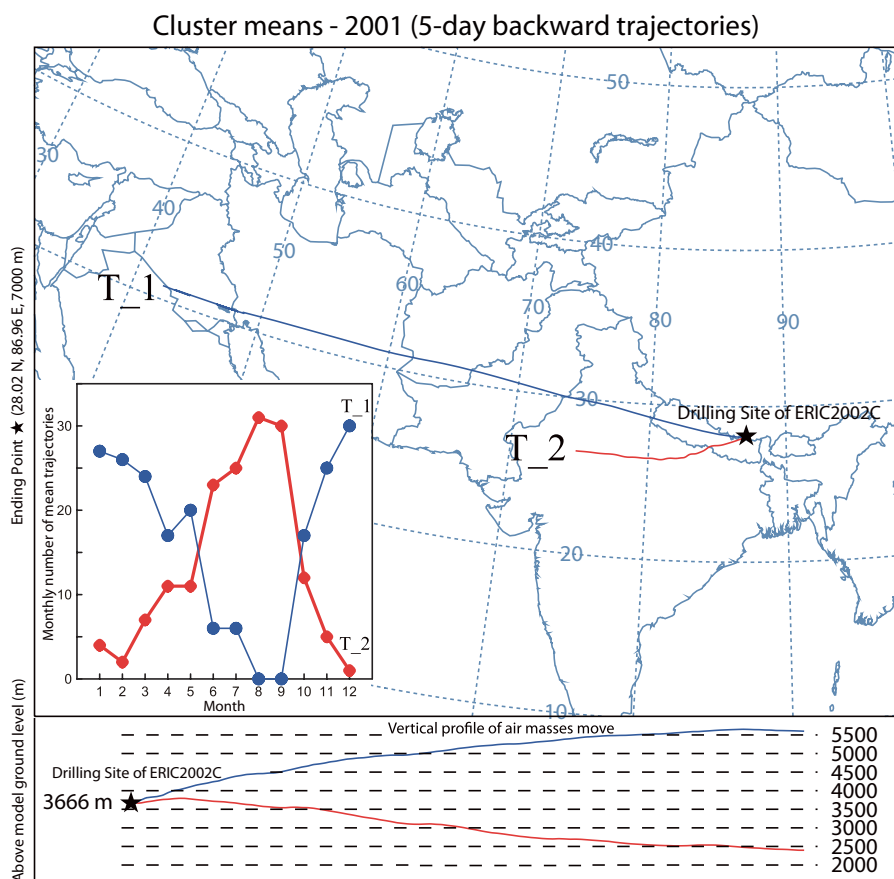 Cluster means - 2001 (5-day backward trajectories)
Ending Point ★ (28.02 N, 86.96 E, 7000 m)
50
30
40
50
40
T_1
60
70
80
90
30
Drilling Site of ERIC2002C
T_2
20
10
Monthly number of mean trajectories
30
20
10
0
T_1
T_2
1 2 3 4 5 6 7 8 9 10 11 12
Month
Above model ground level (m)
Vertical profile of air masses move
Drilling Site of ERIC2002C
3666 m
5500
5000
4500
4000
3500
3000
2500
2000